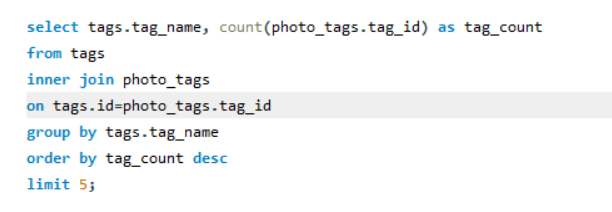 select tags.tag_name, count(photo_tags.tag_id) as tag_count
from tags
inner join photo_tags
on tags.id=photo_tags.tag_id
group by tags.tag_name
order by tag_count desc
limit 5;